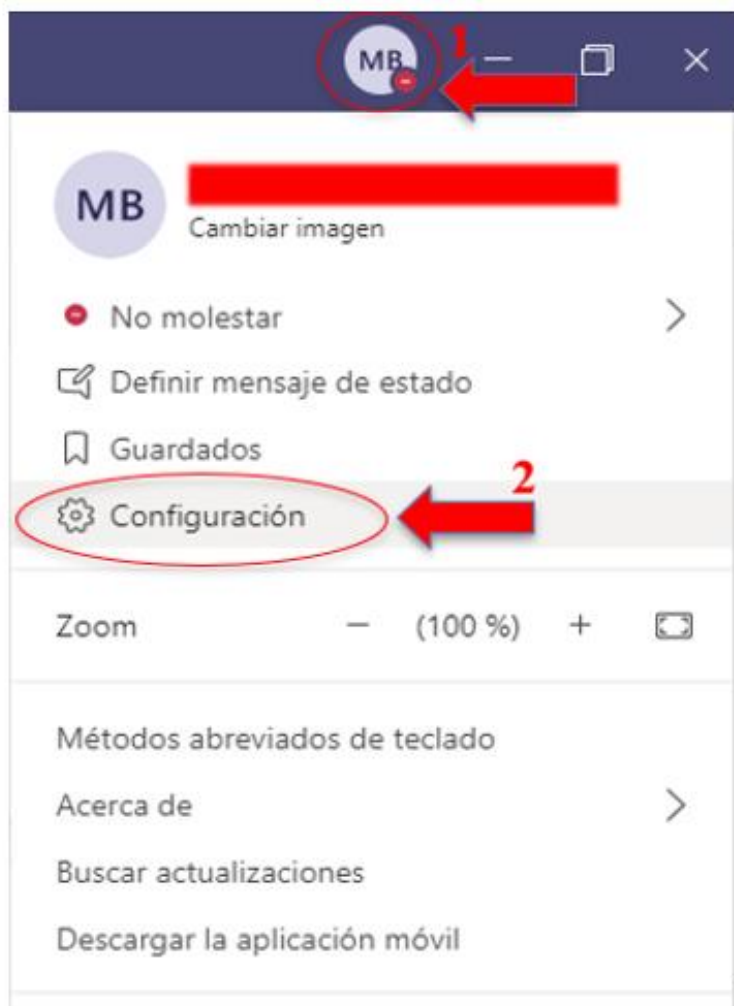 MB 1
MB
Cambiar imagen
No molestar
Definir mensaje de estado
Guardados
2
Configuración
Zoom — (100 %) +
Métodos abreviados de teclado
Acerca de
Buscar actualizaciones
Descargar la aplicación móvil